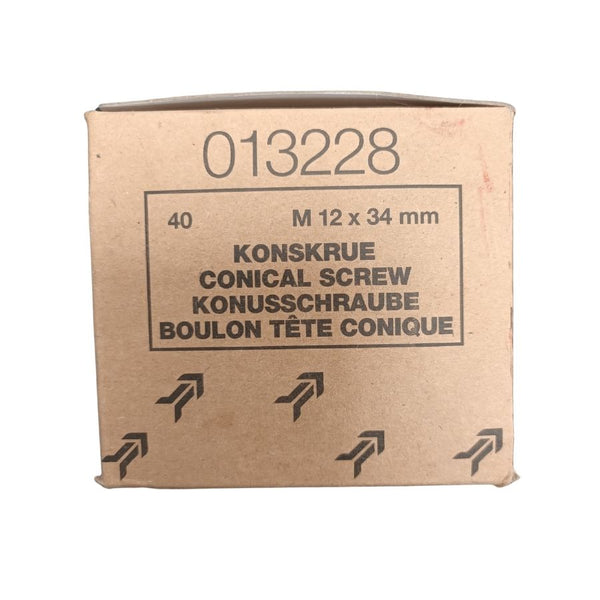 013228
40 M 12 x 34 mm
KONSKRUE
CONICAL SCREW
KONUSSCHRAUBE
BOULON TÊTE CONIQUE